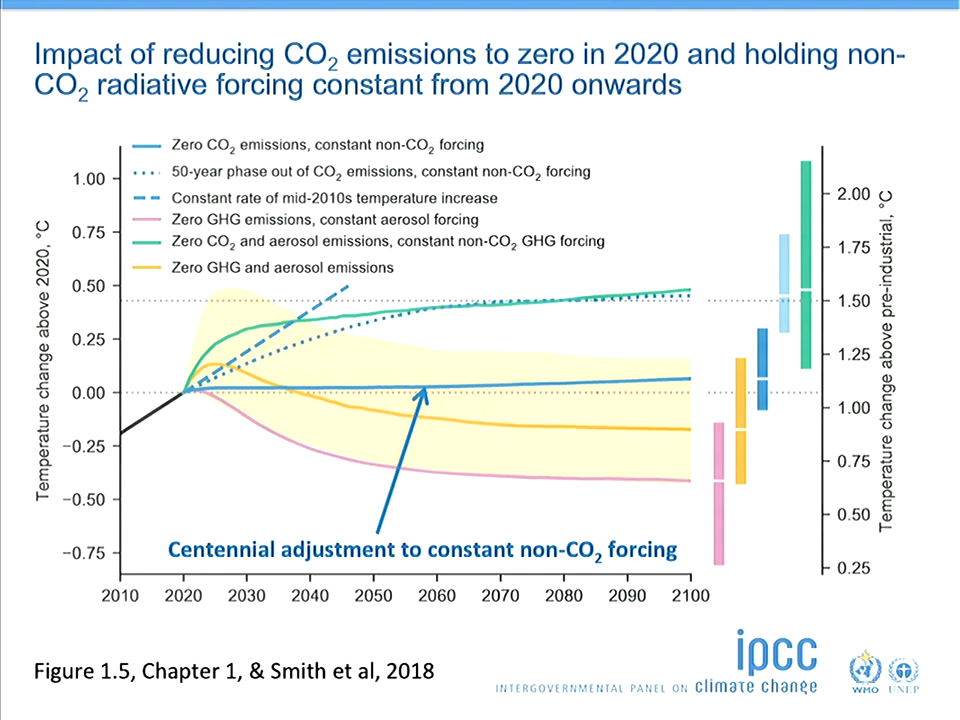 Impact of reducing CO₂ emissions to zero in 2020 and holding non-
CO₂ radiative forcing constant from 2020 onwards
Zero CO₂ emissions, constant non-CO₂ forcing
50-year phase out of CO₂ emissions, constant non-CO₂ forcing
Constant rate of mid-2010s temperature increase
Zero GHG emissions, constant aerosol forcing
Zero CO₂ and aerosol emissions, constant non-CO₂ GHG forcing
Zero GHG and aerosol emissions
Temperature change above 2020, °C
1.00
0.75
0.50
0.25
0.00
−0.25
−0.50
−0.75
2.00
1.75
1.50
1.25
1.00
0.75
0.50
0.25
Temperature change above pre-industrial, °C
Centennial adjustment to constant non-CO₂ forcing
2010 2020 2030 2040 2050 2060 2070 2080 2090 2100
Figure 1.5, Chapter 1, & Smith et al, 2018
ipcc
INTERGOVERNMENTAL PANEL ON climate change
WMO UNEP